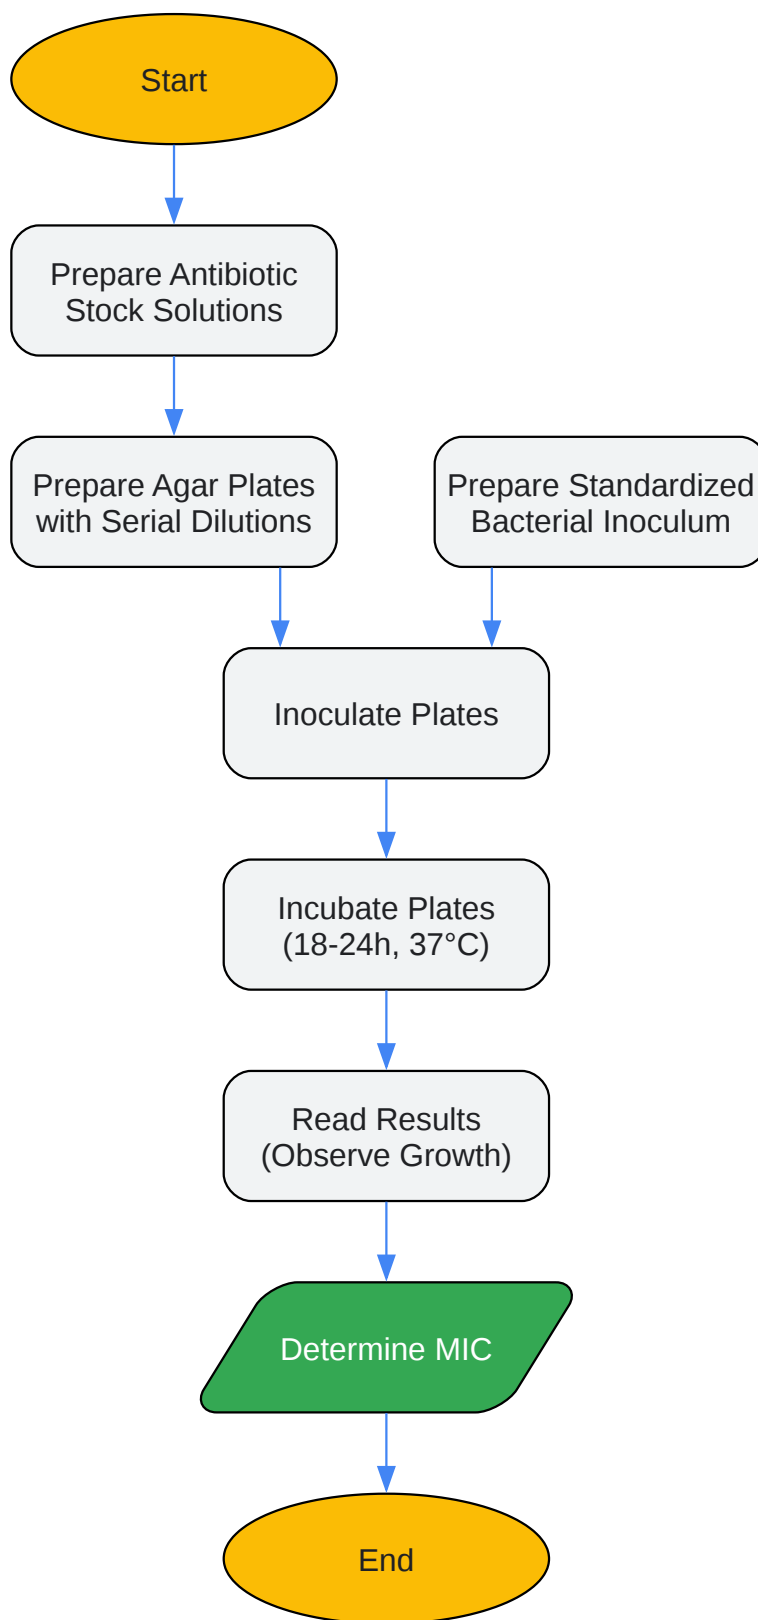 Start
Prepare Antibiotic
Stock Solutions
Prepare Agar Plates
with Serial Dilutions
Prepare Standardized
Bacterial Inoculum
Inoculate Plates
Incubate Plates
(18-24h, 37°C)
Read Results
(Observe Growth)
Determine MIC
End